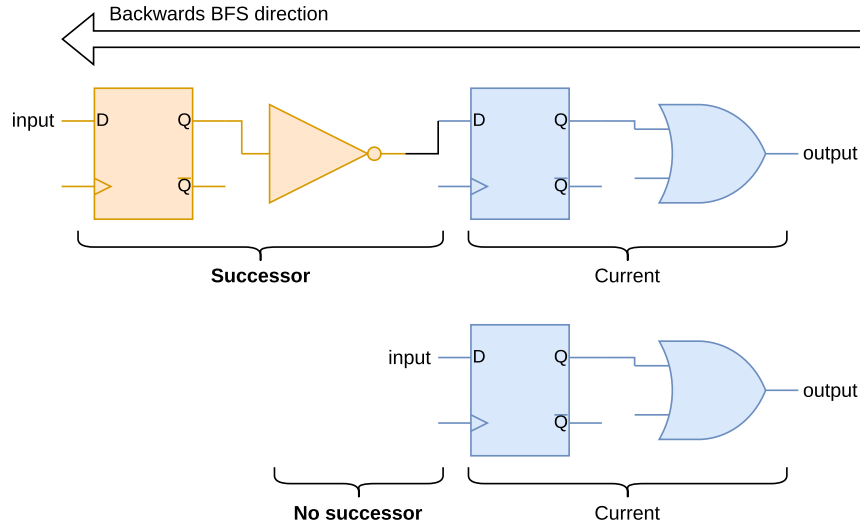 Backwards BFS direction
input
D
Q
Q
D
Q
Q
output
Successor
Current
input
D
Q
Q
output
No successor
Current